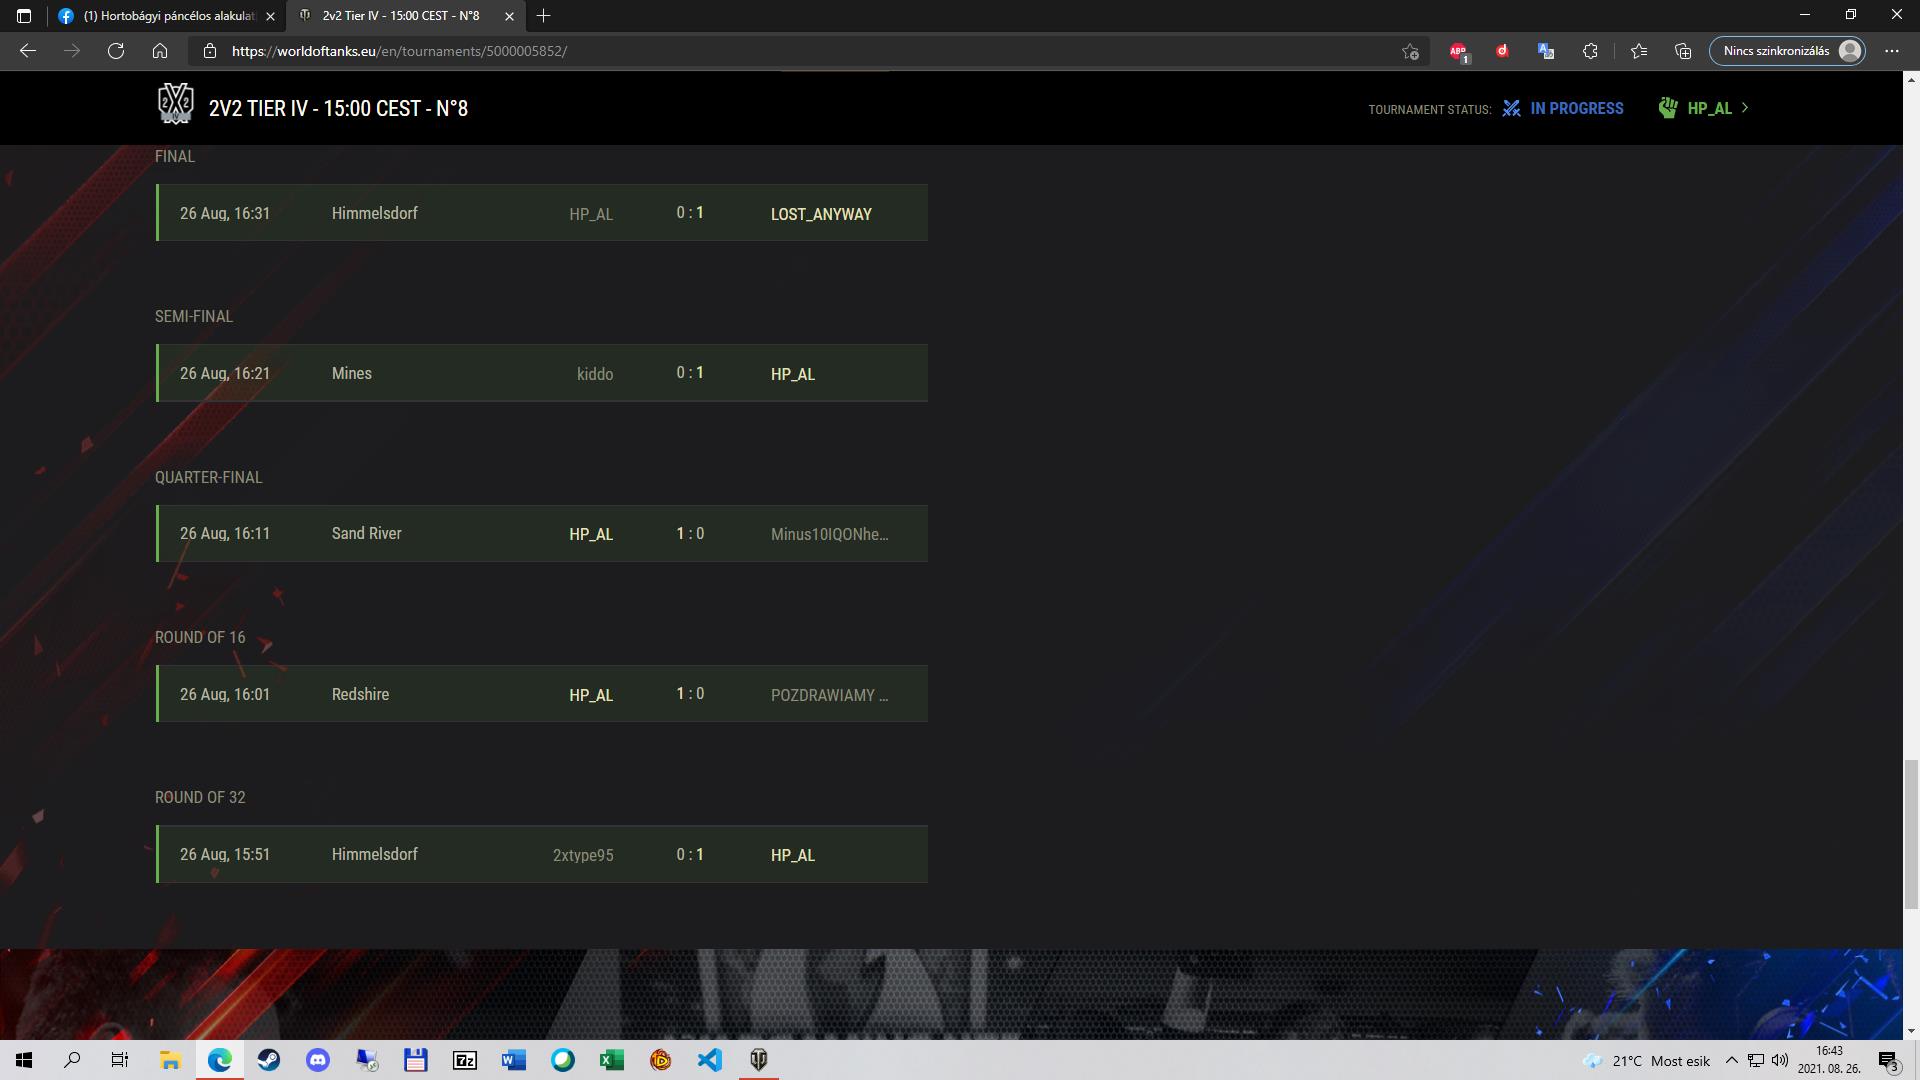 (1) Hortobágyi páncélos alakulat
2v2 Tier IV - 15:00 CEST - N°8
https://worldoftanks.eu/en/tournaments/5000005852/
ABP
1
Nincs szinkronizálás
2V2 TIER IV - 15:00 CEST - N°8
TOURNAMENT STATUS:
IN PROGRESS
HP_AL
FINAL
26 Aug, 16:31 Himmelsdorf HP_AL 0 : 1 LOST_ANYWAY
SEMI-FINAL
26 Aug, 16:21 Mines kiddo 0 : 1 HP_AL
QUARTER-FINAL
26 Aug, 16:11 Sand River HP_AL 1 : 0 Minus10IQONhe...
ROUND OF 16
26 Aug, 16:01 Redshire HP_AL 1 : 0 POZDRAWIAMY ...
ROUND OF 32
26 Aug, 15:51 Himmelsdorf 2xtype95 0 : 1 HP_AL
21°C Most esik
16:43
2021. 08. 26.
3